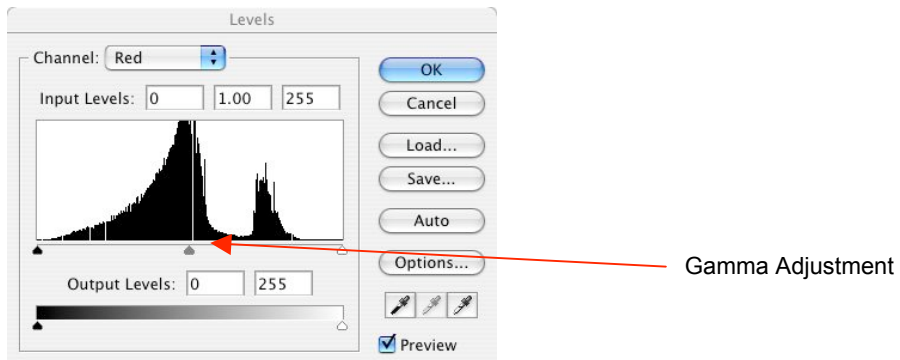 Levels
Channel: Red
OK
Input Levels: 0 1.00 255
Cancel
Load...
Save...
Auto
Options...
Gamma Adjustment
Output Levels: 0 255
Preview